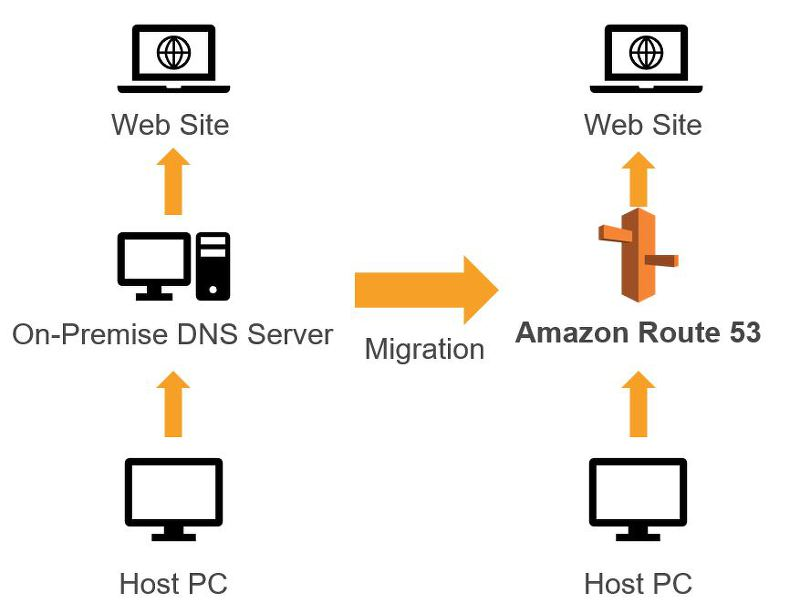 Web Site
Web Site
On-Premise DNS Server
Migration
Amazon Route 53
Host PC
Host PC